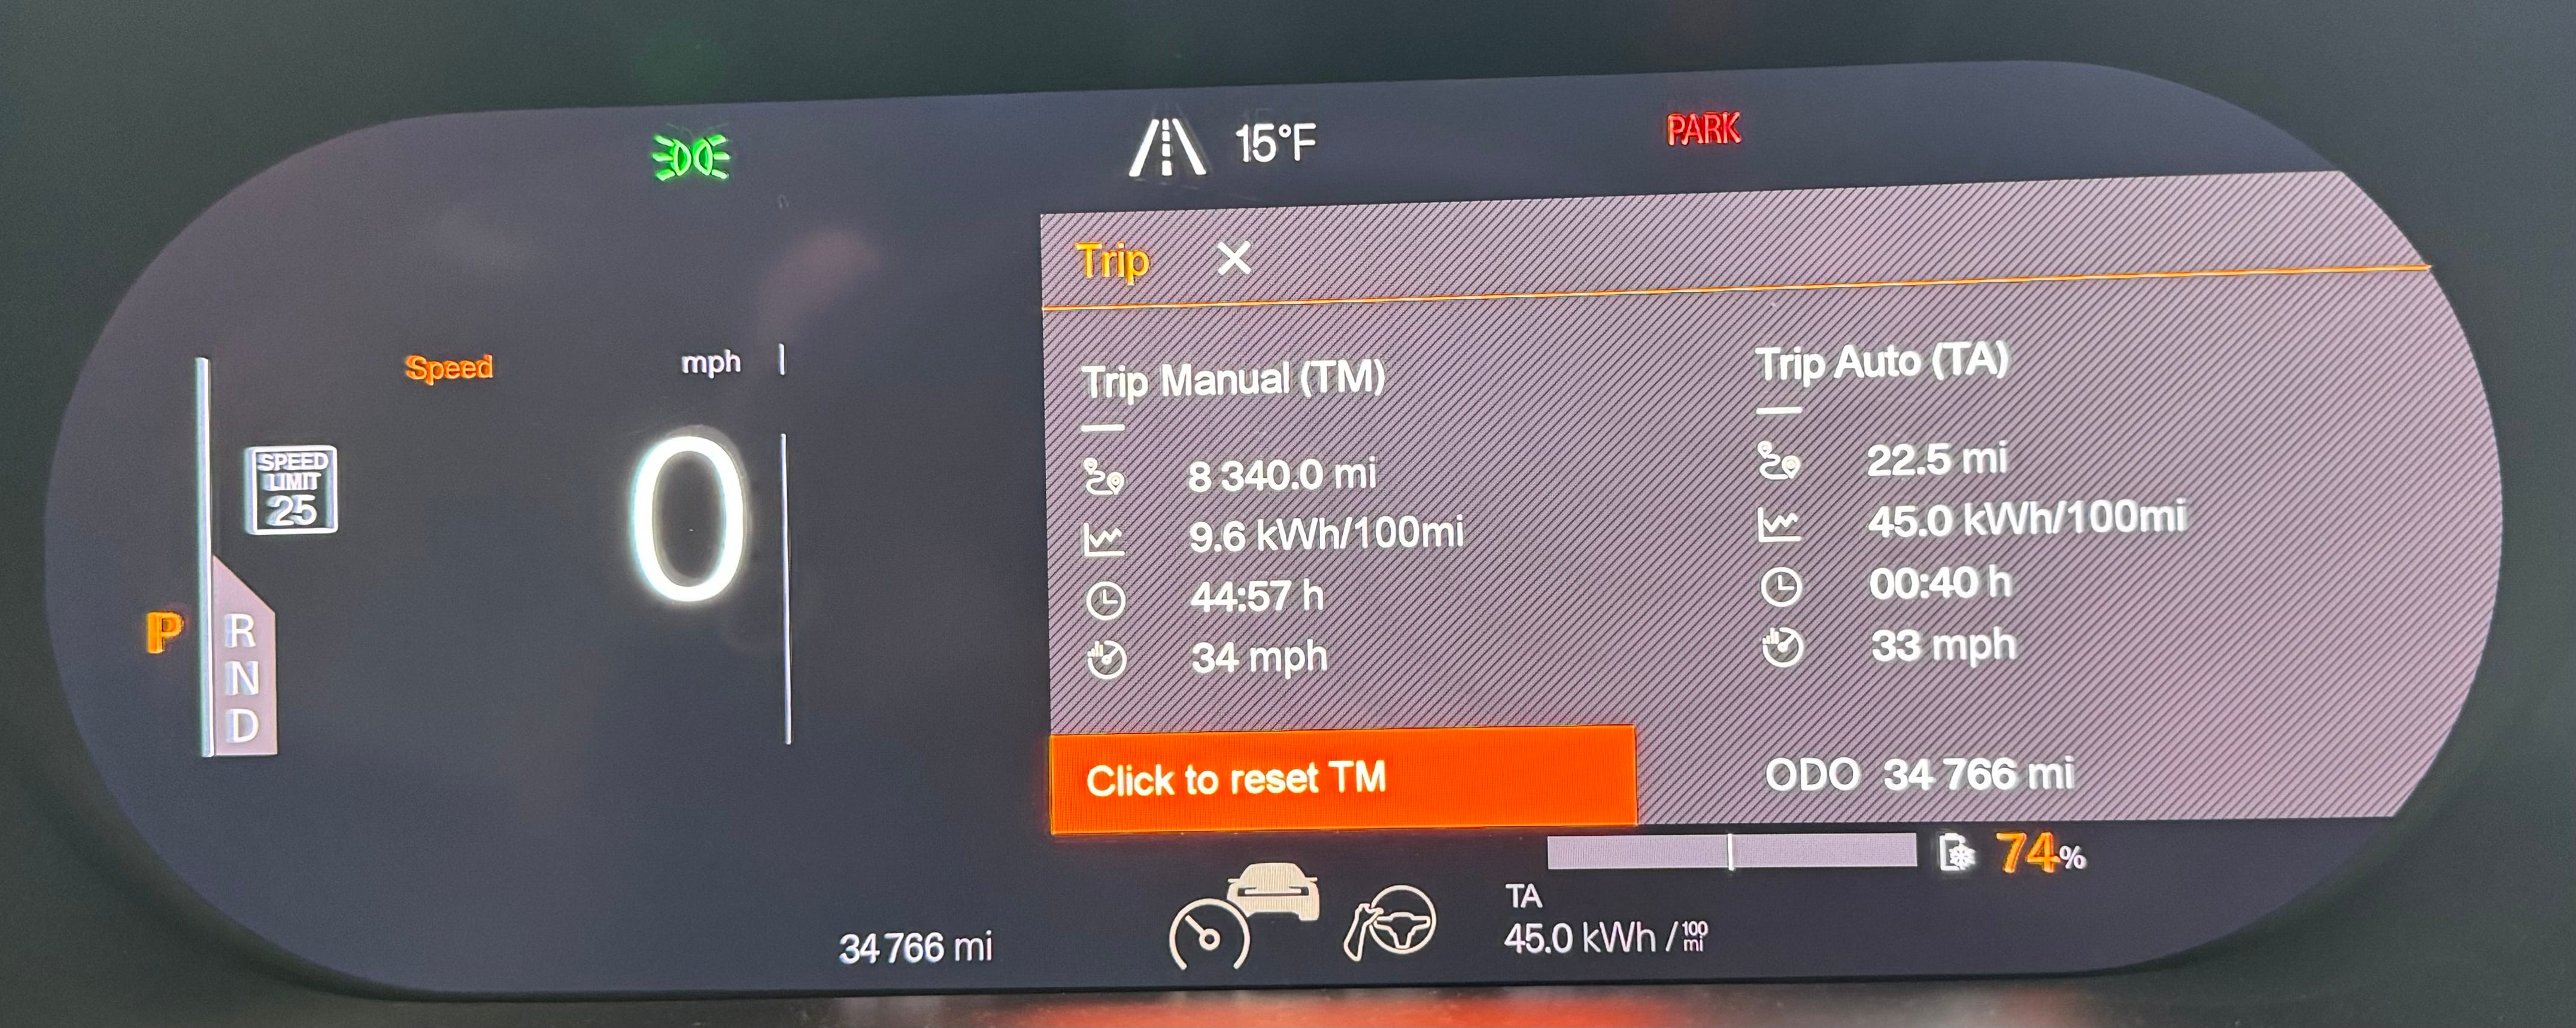 15°F
PARK
Trip
Speed
mph
SPEED
LIMIT
25
0
P
R
N
D
Trip Manual (TM)
8 340.0 mi
9.6 kWh/100mi
44:57 h
34 mph
Click to reset TM
Trip Auto (TA)
22.5 mi
45.0 kWh/100mi
00:40 h
33 mph
ODO 34 766 mi
74%
34 766 mi
TA
45.0 kWh / 100 mi